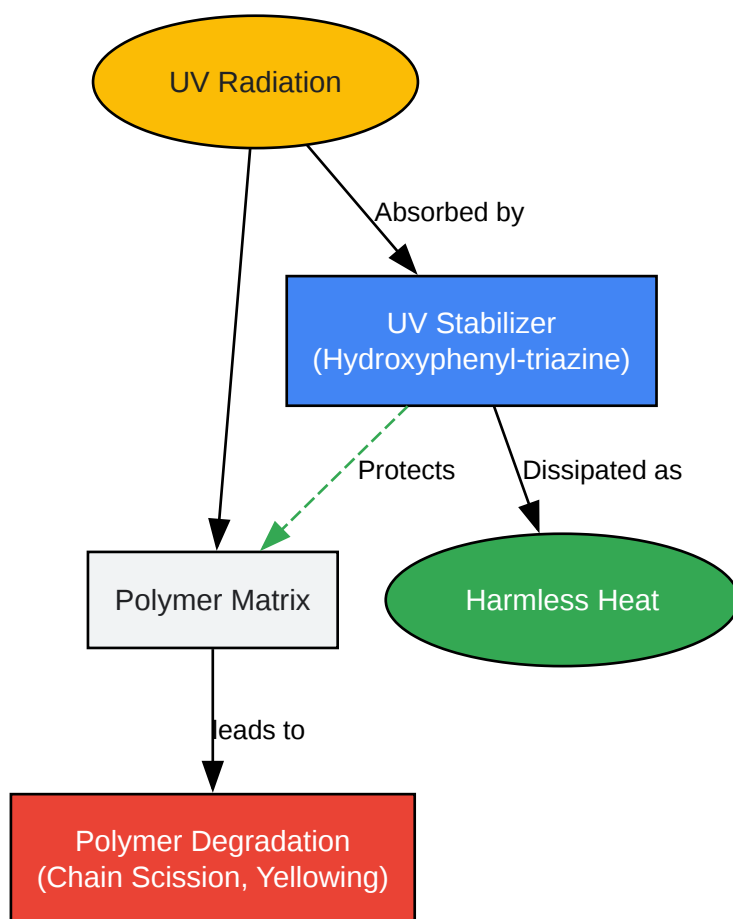 UV Radiation
Absorbed by
UV Stabilizer
(Hydroxyphenyl-triazine)
Protects
Dissipated as
Polymer Matrix
Harmless Heat
leads to
Polymer Degradation
(Chain Scission, Yellowing)